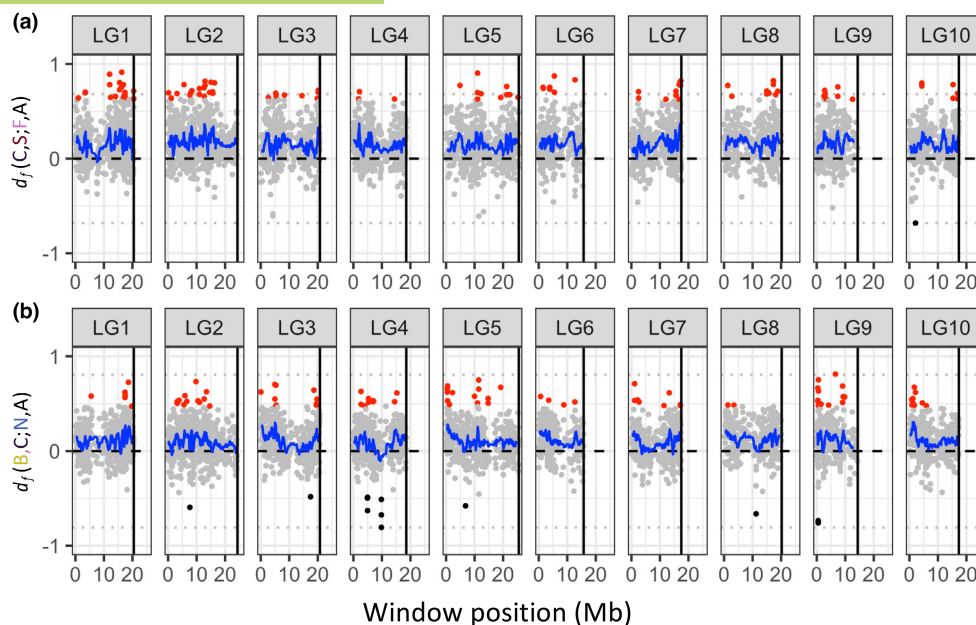 (a)
LG1 LG2 LG3 LG4 LG5 LG6 LG7 LG8 LG9 LG10
df (C,S;F,A)
1
0
-1
0 10 20 0 10 20 0 10 20 0 10 20 0 10 20 0 10 20 0 10 20 0 10 20 0 10 20 0 10 20
(b)
LG1 LG2 LG3 LG4 LG5 LG6 LG7 LG8 LG9 LG10
df (B,C;N,A)
1
0
-1
0 10 20 0 10 20 0 10 20 0 10 20 0 10 20 0 10 20 0 10 20 0 10 20 0 10 20 0 10 20
Window position (Mb)